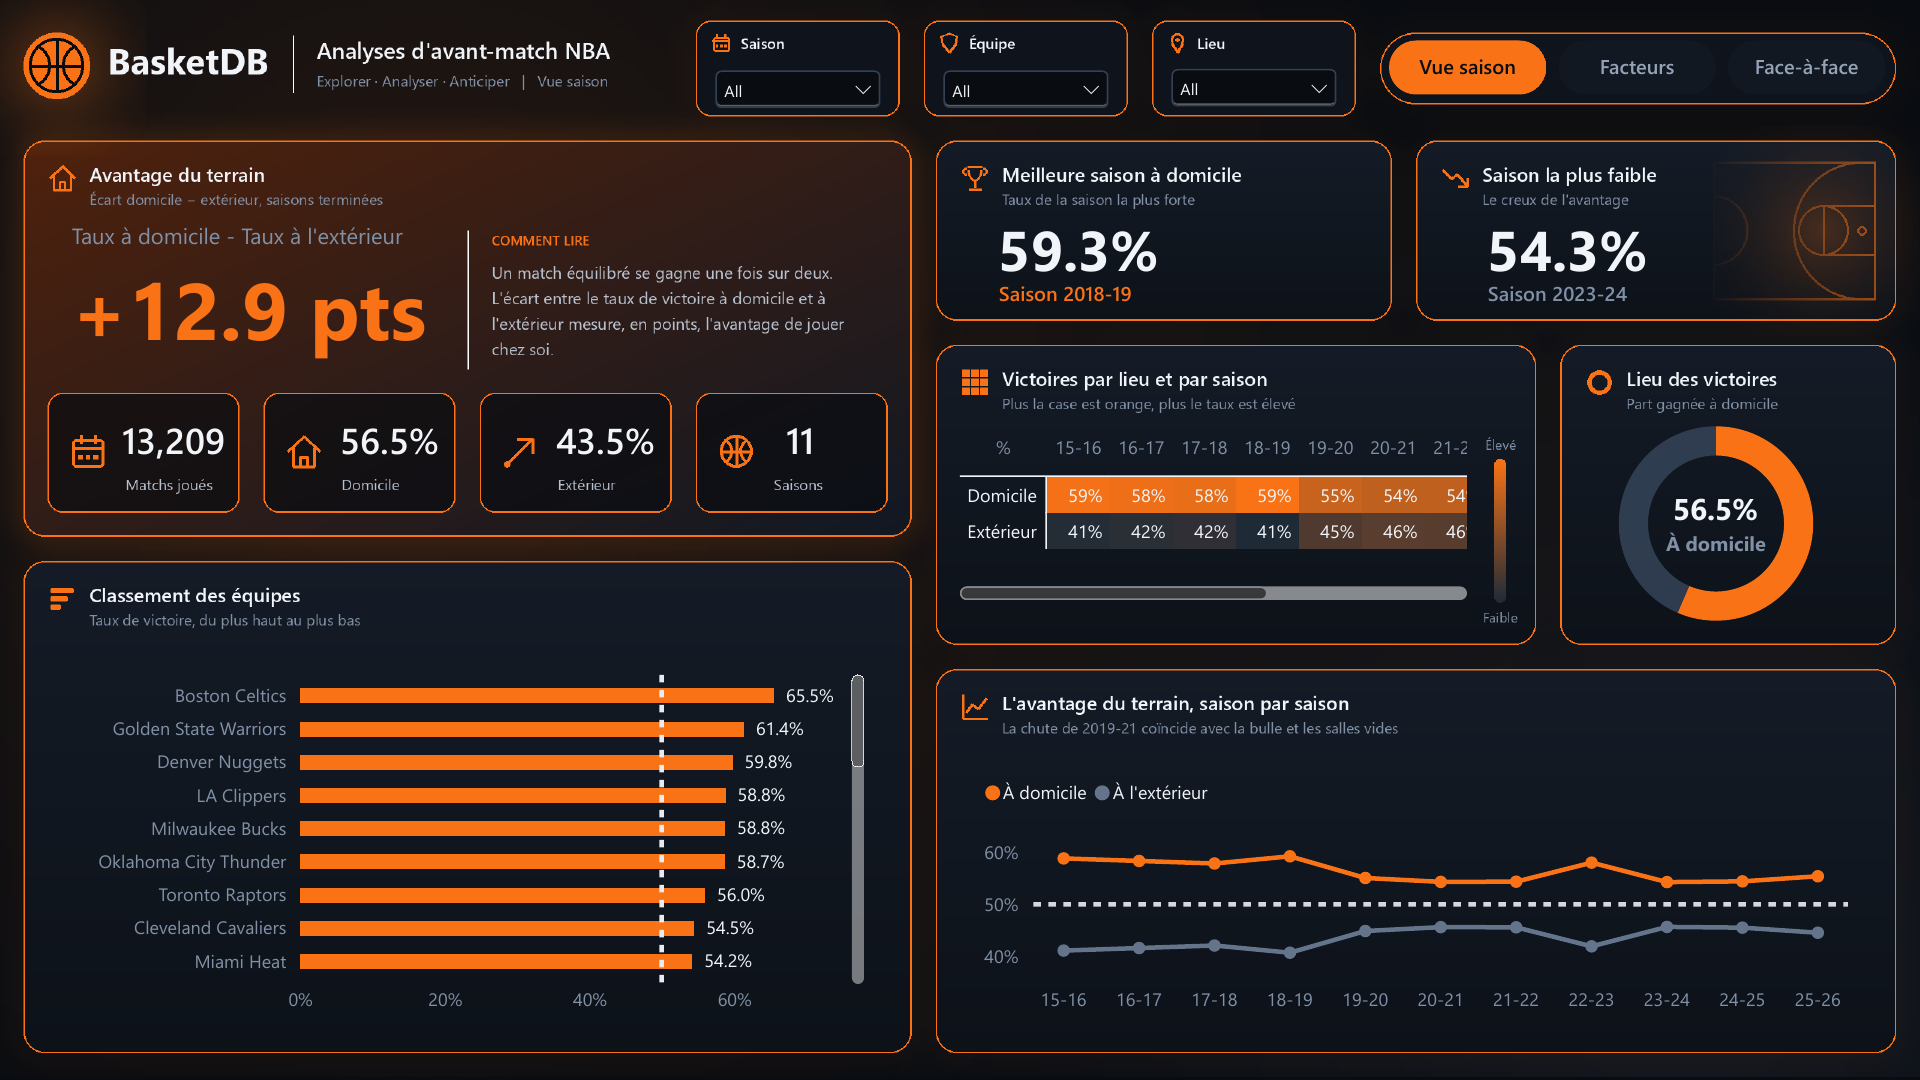 BasketDB
Analyses d'avant-match NBA
Explorer · Analyser · Anticiper | Vue saison
Saison
All
Équipe
All
Lieu
All
Vue saison
Facteurs
Face-à-face
Avantage du terrain
Écart domicile – extérieur, saisons terminées
Taux à domicile - Taux à l'extérieur
+12.9 pts
COMMENT LIRE
Un match équilibré se gagne une fois sur deux.
L'écart entre le taux de victoire à domicile et à
l'extérieur mesure, en points, l'avantage de jouer
chez soi.
13,209
Matchs joués
56.5%
Domicile
43.5%
Extérieur
11
Saisons
Meilleure saison à domicile
Taux de la saison la plus forte
59.3%
Saison 2018-19
Saison la plus faible
Le creux de l'avantage
54.3%
Saison 2023-24
Victoires par lieu et par saison
Plus la case est orange, plus le taux est élevé
% 15-16 16-17 17-18 18-19 19-20 20-21 21-2
Domicile 59% 58% 58% 59% 55% 54% 54
Extérieur 41% 42% 42% 41% 45% 46% 46
Élevé
Faible
Lieu des victoires
Part gagnée à domicile
56.5%
À domicile
Classement des équipes
Taux de victoire, du plus haut au plus bas
Boston Celtics 65.5%
Golden State Warriors 61.4%
Denver Nuggets 59.8%
LA Clippers 58.8%
Milwaukee Bucks 58.8%
Oklahoma City Thunder 58.7%
Toronto Raptors 56.0%
Cleveland Cavaliers 54.5%
Miami Heat 54.2%
0% 20% 40% 60%
L'avantage du terrain, saison par saison
La chute de 2019-21 coïncide avec la bulle et les salles vides
À domicile À l'extérieur
60%
50%
40%
15-16 16-17 17-18 18-19 19-20 20-21 21-22 22-23 23-24 24-25 25-26